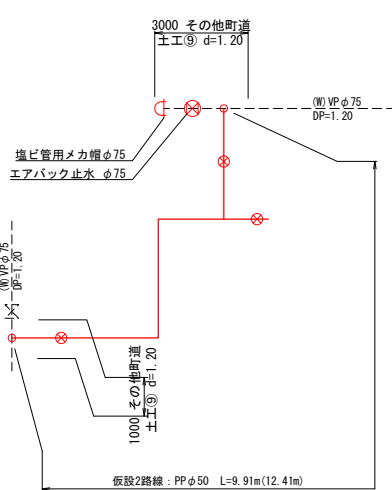 3000 その他町道
土工⑨ d=1.20
(W)VPφ75
DP=1.20
塩ビ管用メカ帽φ75
エアバック止水 φ75
(W)VPφ75
DP=1.20
1000 その他町道
土工⑨ d=1.20
仮設2路線：PPφ50 L=9.91m(12.41m)